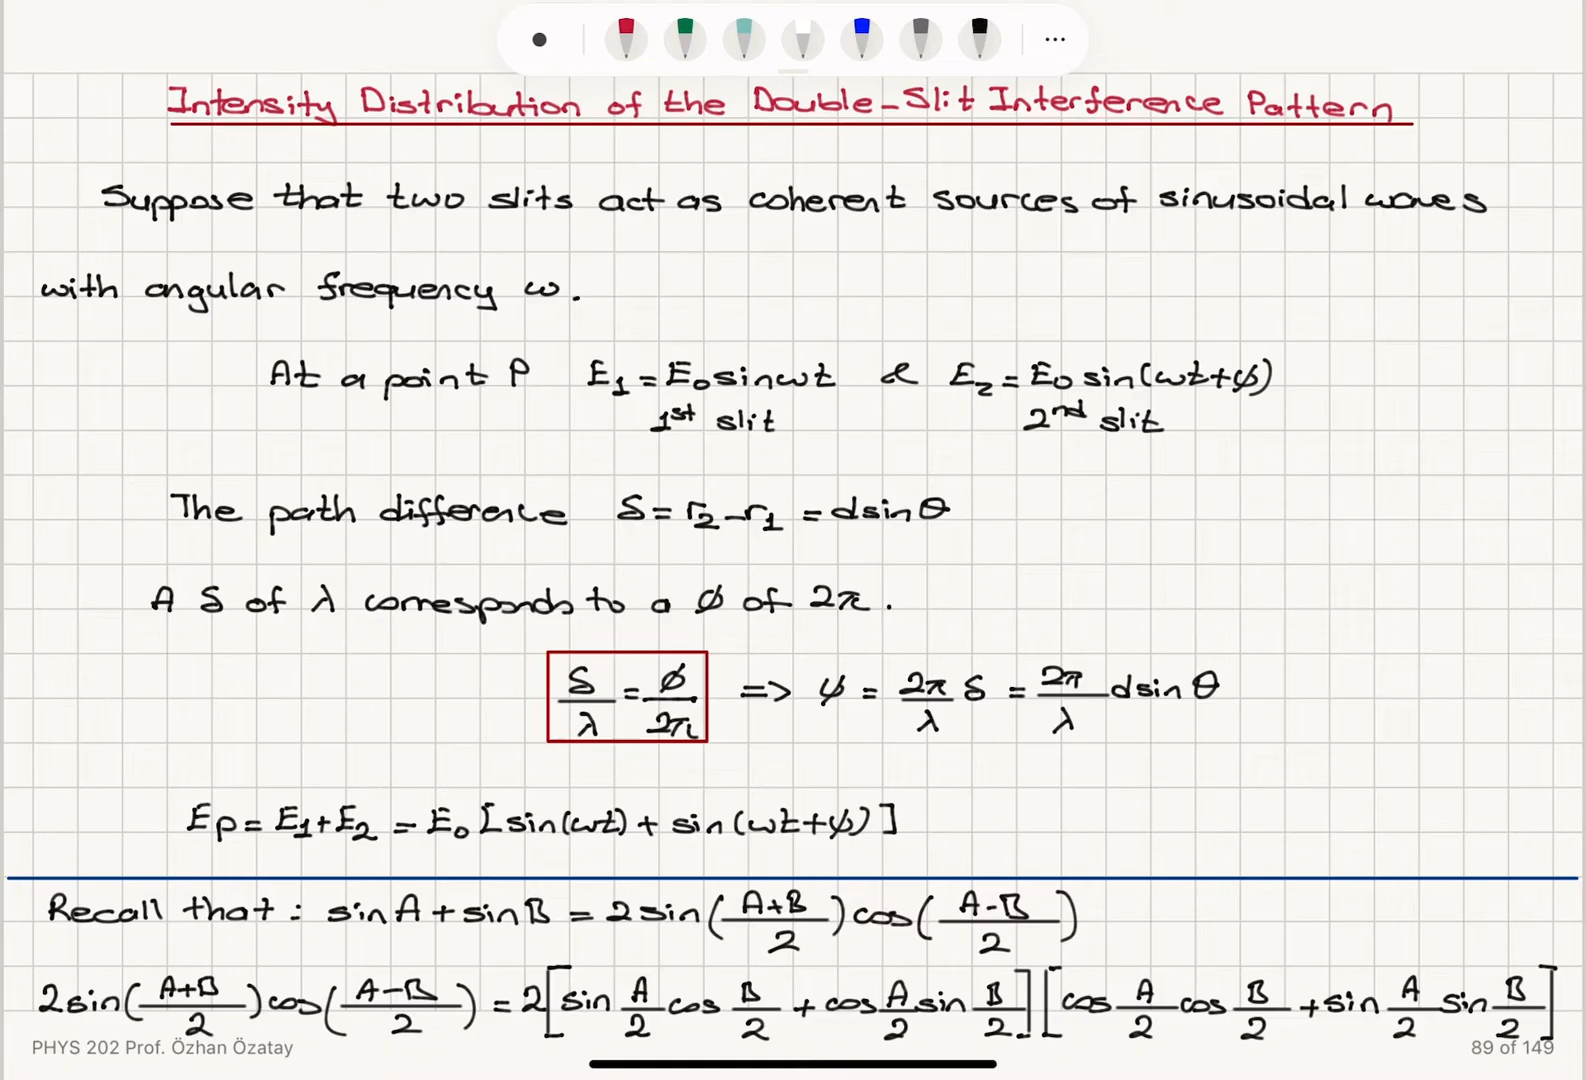 Intensity Distribution of the Double-Slit Interference Pattern
Suppose that two slits act as coherent sources of sinusoidal waves
with angular frequency ω.
At a point P E₁ = E₀ sinωt & E₂ = E₀ sin(ωt+φ)
1st slit 2nd slit
The path difference δ = r₂-r₁ = dsinθ
A δ of λ corresponds to a φ of 2π.
δ/λ = φ/2π => φ = 2π/λ δ = 2π/λ dsinθ
Ep = E₁+E₂ = E₀ [sin(ωt) + sin(ωt+φ)]
Recall that: sinA + sinB = 2sin((A+B)/2)cos((A-B)/2)
2sin((A+B)/2)cos((A-B)/2) = 2[sin A/2 cos B/2 + cos A/2 sin B/2][cos A/2 cos B/2 + sin A/2 sin B/2]
PHYS 202 Prof. Özhan Özatay 89 of 149